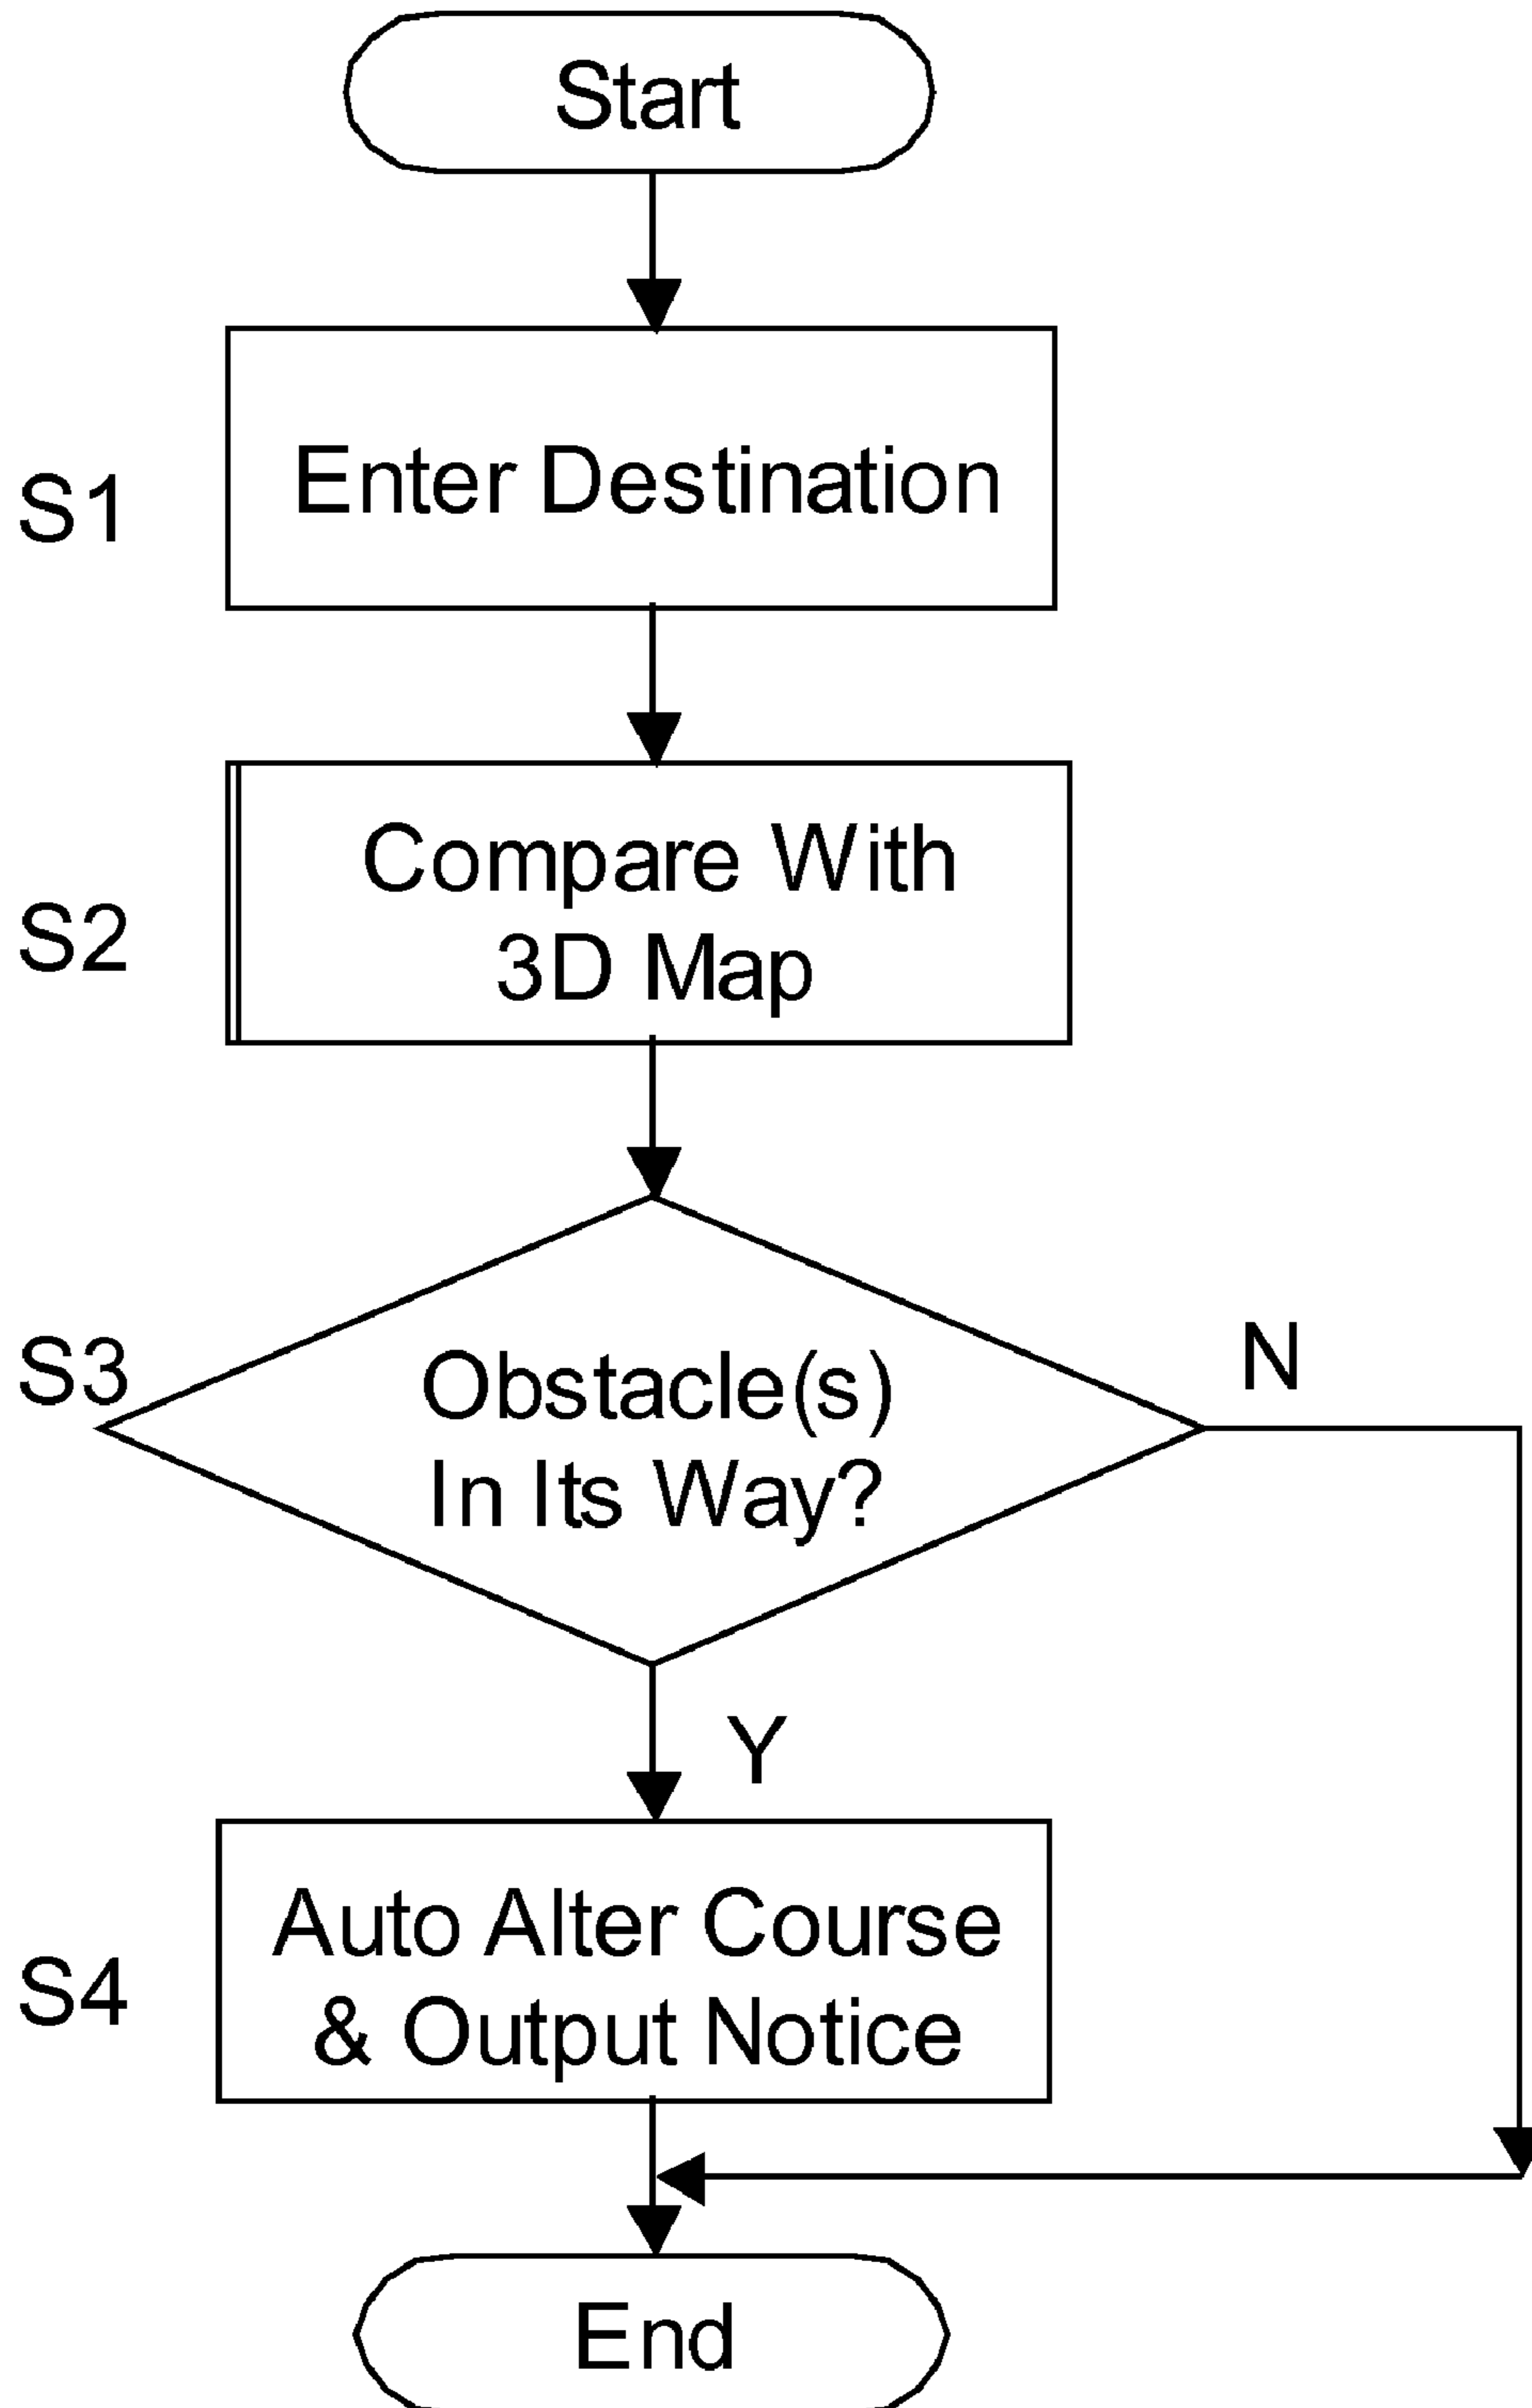 Start
S1
Enter Destination
S2
Compare With
3D Map
S3
Obstacle(s)
In Its Way?
N
Y
S4
Auto Alter Course
& Output Notice
End